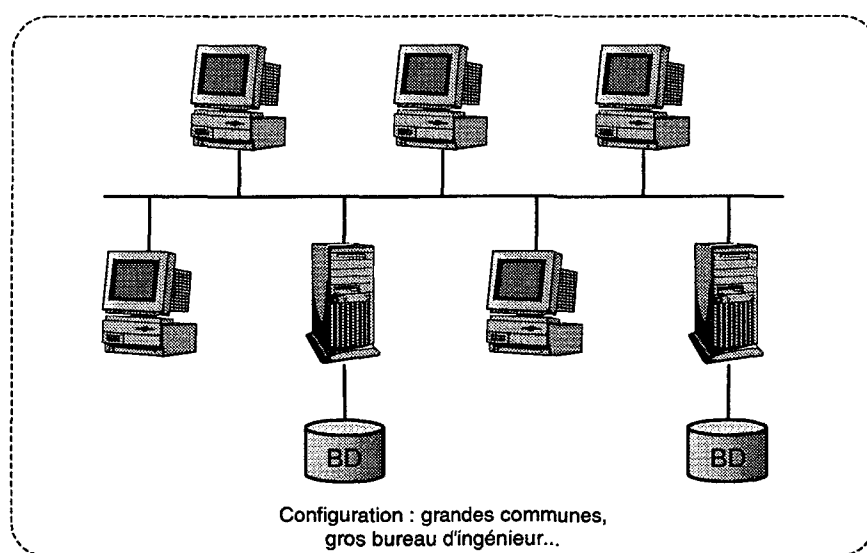 BD
BD
Configuration : grandes communes,
gros bureau d'ingénieur...